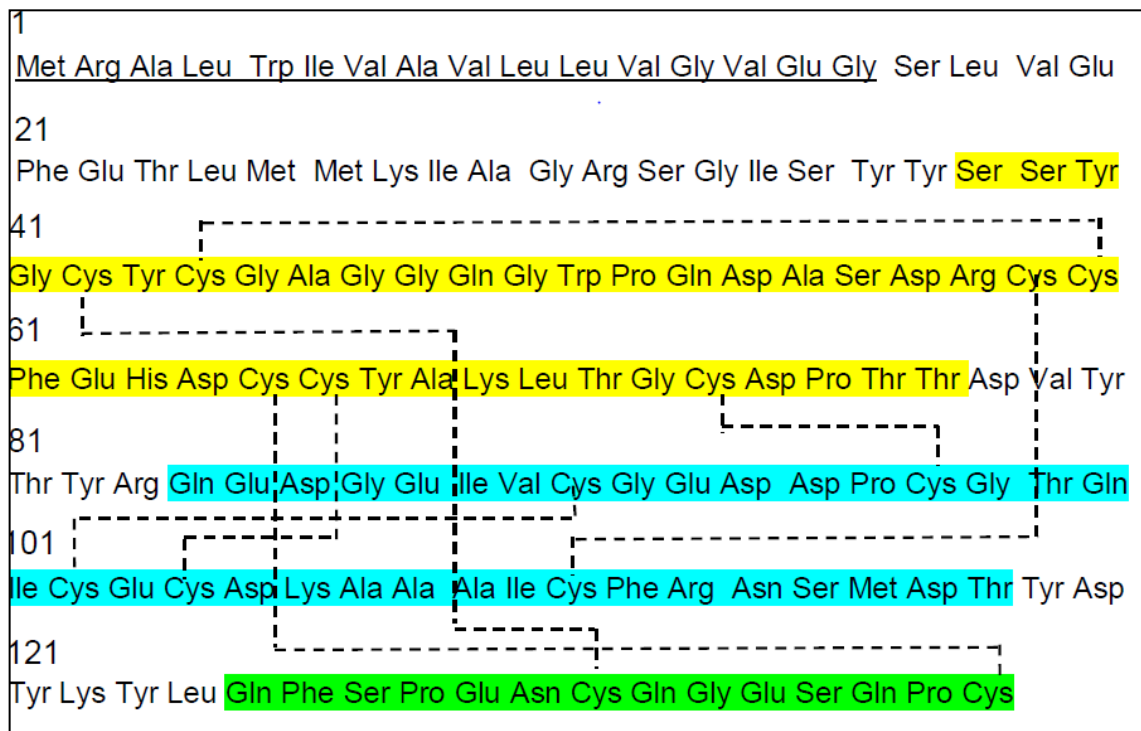 1
Met Arg Ala Leu Trp Ile Val Ala Val Leu Leu Val Gly Val Glu Gly Ser Leu Val Glu
21
Phe Glu Thr Leu Met Met Lys Ile Ala Gly Arg Ser Gly Ile Ser Tyr Tyr Ser Ser Tyr
41
Gly Cys Tyr Cys Gly Ala Gly Gly Gln Gly Trp Pro Gln Asp Ala Ser Asp Arg Cys Cys
61
Phe Glu His Asp Cys Cys Tyr Ala Lys Leu Thr Gly Cys Asp Pro Thr Thr Asp Val Tyr
81
Thr Tyr Arg Gln Glu Asp Gly Glu Ile Val Cys Gly Glu Asp Asp Pro Cys Gly Thr Gln
101
Ile Cys Glu Cys Asp Lys Ala Ala Ala Ile Cys Phe Arg Asn Ser Met Asp Thr Tyr Asp
121
Tyr Lys Tyr Leu Gln Phe Ser Pro Glu Asn Cys Gln Gly Glu Ser Gln Pro Cys